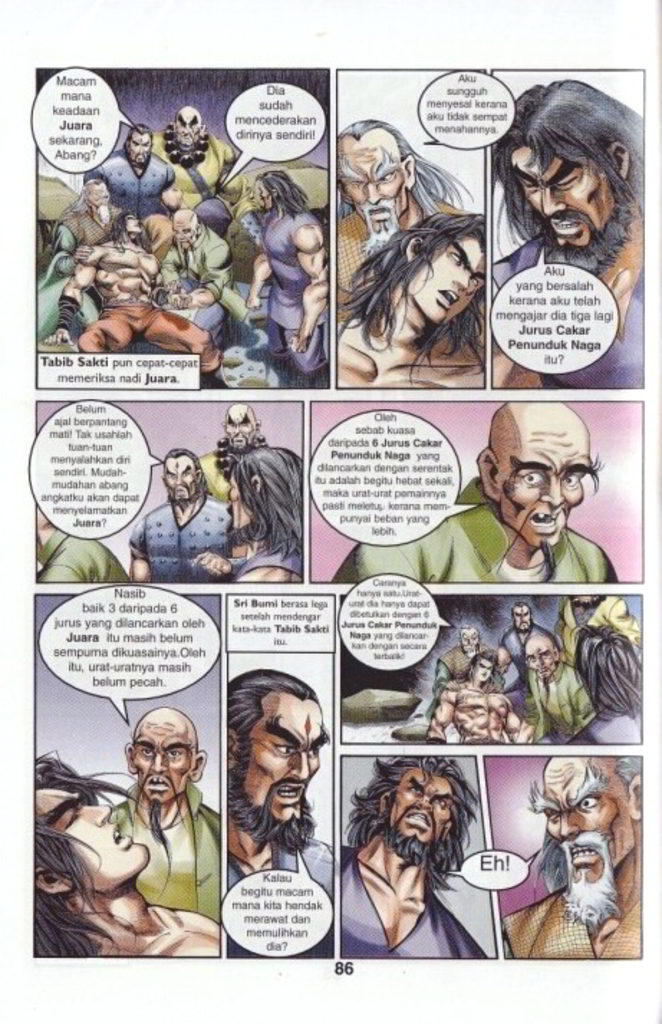 Macam
mana
keadaan
Juara
sekarang,
Abang?
Dia
sudah
mencederakan
dirinya sendiri!
Tabib Sakti pun cepat-cepat
memeriksa nadi Juara.
Aku
sungguh
menyesal kerana
aku tidak sempat
menahannya.
Aku
yang bersalah
kerana aku telah
mengajar dia tiga lagi
Jurus Cakar
Penunduk Naga
itu?
Belum
ajal berpantang
mati! Tak usahlah
tuan-tuan
menyalahkan diri
sendiri. Mudah-
mudahan abang
angkatku akan dapat
menyelamatkan
Juara?
Oleh
sebab kuasa
daripada 6 Jurus Cakar
Penunduk Naga yang
dilancarkan dengan serentak
itu adalah begitu hebat sekali,
maka urat-urat pemainnya
pasti meletup kerana mem-
punyai beban yang
lebih.
Nasib
baik 3 daripada 6
jurus yang dilancarkan oleh
Juara itu masih belum
sempurna dikuasainya. Oleh
itu, urat-uratnya masih
belum pecah.
Sri Bumi berasa lega
setelah mendengar
kata-kata Tabib Sakti
itu.
Kalau
begitu macam
mana kita hendak
merawat dan
memulihkan
dia?
Caranya
hanya satu. Urat-
urat dia hanya dapat
dibetulkan dengan 6
Jurus Cakar Penunduk
Naga yang dilancar-
kan dengan secara
terbalik!
Eh!
86